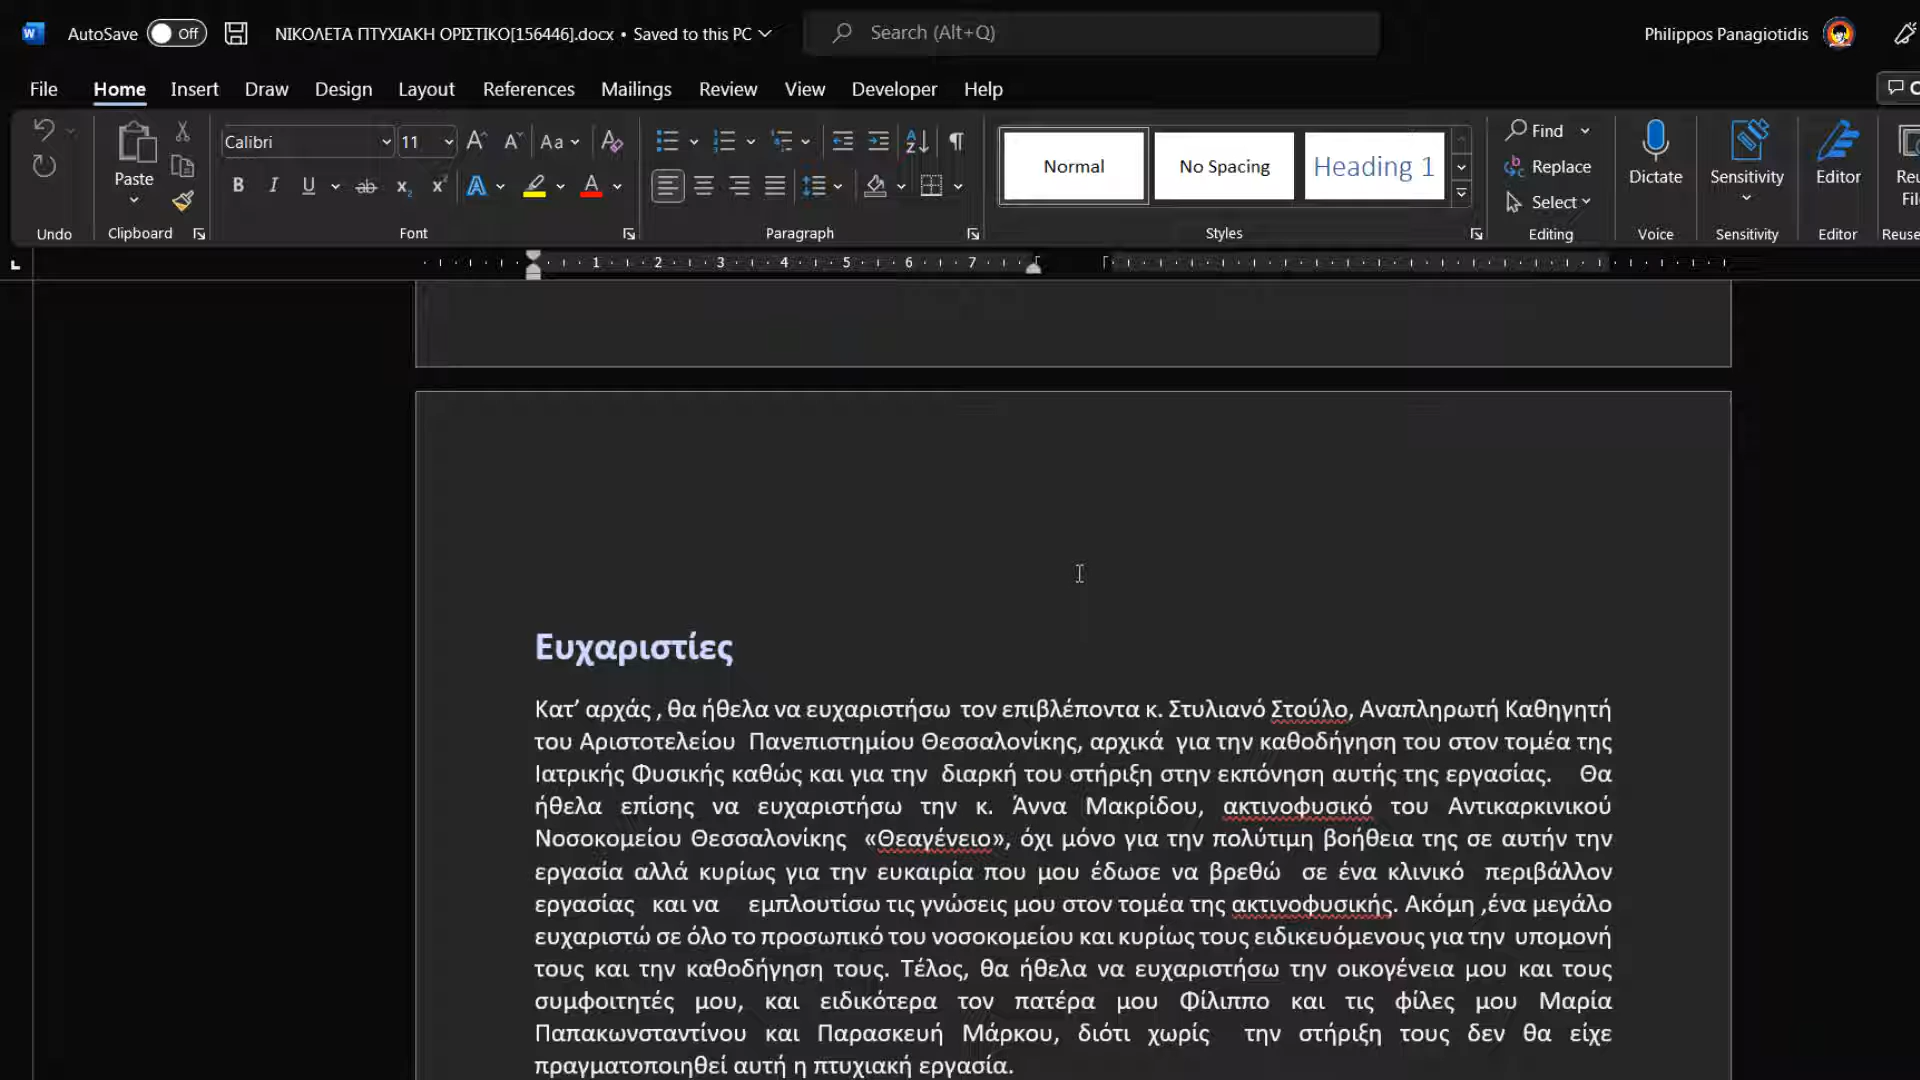 AutoSave Off ΝΙΚΟΛΕΤΑ ΠΤΥΧΙΑΚΗ ΟΡΙΣΤΙΚΟ[156446].docx • Saved to this PC Search (Alt+Q) Philippos Panagiotidis
File Home Insert Draw Design Layout References Mailings Review View Developer Help
Paste Calibri 11 Aa Normal No Spacing Heading 1 Find Replace Select Dictate Sensitivity Editor
Undo Clipboard Font Paragraph Styles Editing Voice Sensitivity Editor
1 2 3 4 5 6 7
Ευχαριστίες
Κατ’ αρχάς , θα ήθελα να ευχαριστήσω τον επιβλέποντα κ. Στυλιανό Στούλο, Αναπληρωτή Καθηγητή
του Αριστοτελείου Πανεπιστημίου Θεσσαλονίκης, αρχικά για την καθοδήγηση του στον τομέα της
Ιατρικής Φυσικής καθώς και για την διαρκή του στήριξη στην εκπόνηση αυτής της εργασίας. Θα
ήθελα επίσης να ευχαριστήσω την κ. Άννα Μακρίδου, ακτινοφυσικό του Αντικαρκινικού
Νοσοκομείου Θεσσαλονίκης «Θεαγένειο», όχι μόνο για την πολύτιμη βοήθεια της σε αυτήν την
εργασία αλλά κυρίως για την ευκαιρία που μου έδωσε να βρεθώ σε ένα κλινικό περιβάλλον
εργασίας και να εμπλουτίσω τις γνώσεις μου στον τομέα της ακτινοφυσικής. Ακόμη ,ένα μεγάλο
ευχαριστώ σε όλο το προσωπικό του νοσοκομείου και κυρίως τους ειδικευόμενους για την υπομονή
τους και την καθοδήγηση τους. Τέλος, θα ήθελα να ευχαριστήσω την οικογένεια μου και τους
συμφοιτητές μου, και ειδικότερα τον πατέρα μου Φίλιππο και τις φίλες μου Μαρία
Παπακωνσταντίνου και Παρασκευή Μάρκου, διότι χωρίς την στήριξη τους δεν θα είχε
πραγματοποιηθεί αυτή η πτυχιακή εργασία.